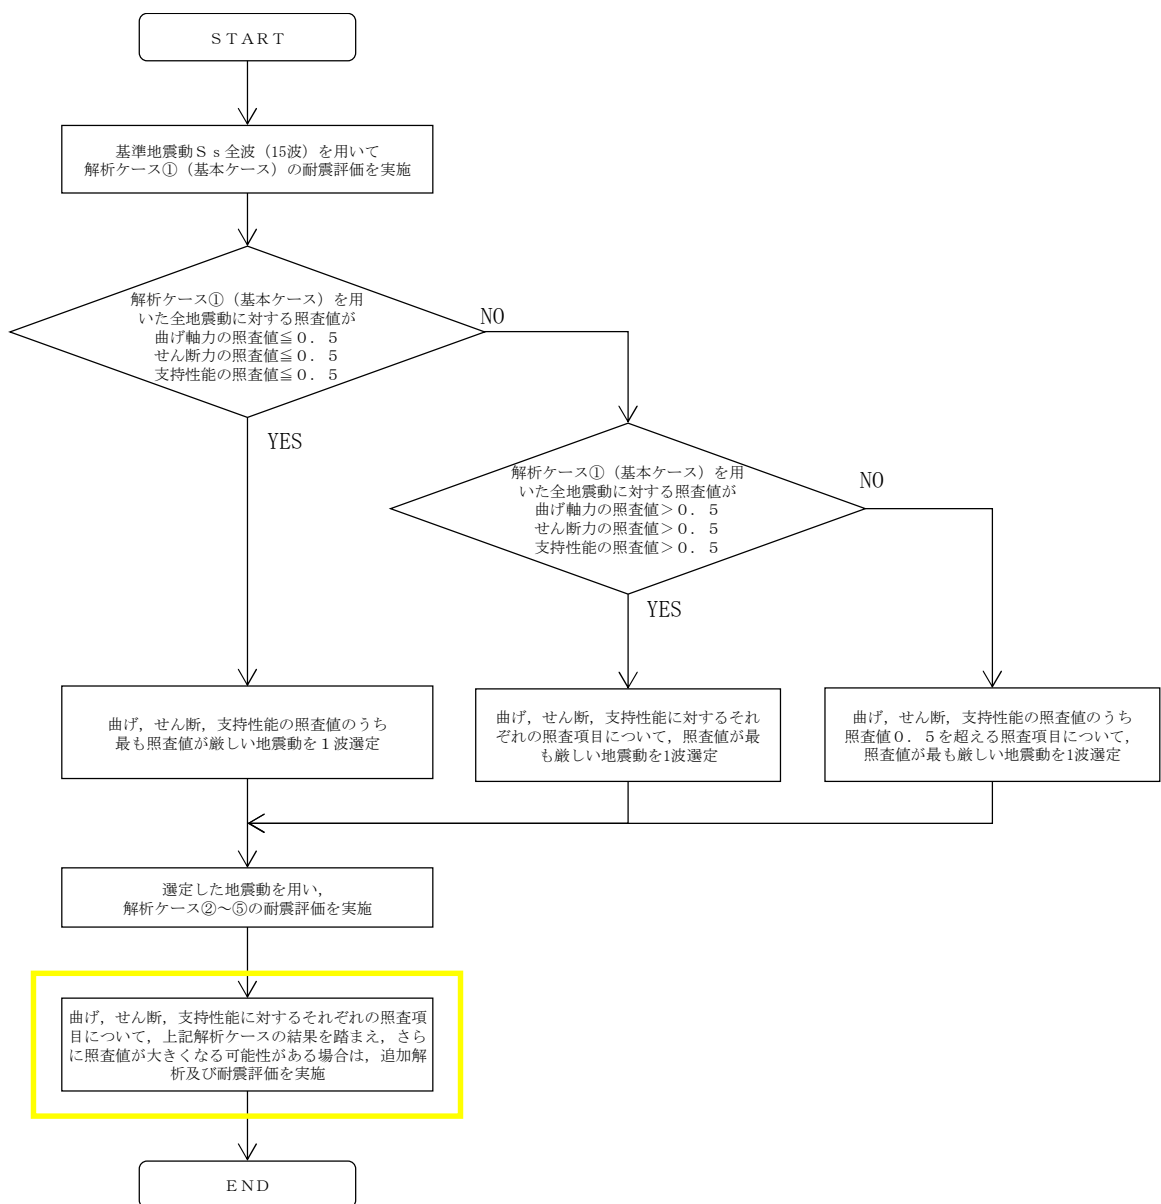 ＳＴＡＲＴ
基準地震動Ｓｓ全波（15波）を用いて
解析ケース①（基本ケース）の耐震評価を実施
解析ケース①（基本ケース）を用
いた全地震動に対する照査値が
曲げ軸力の照査値≦０．５
せん断力の照査値≦０．５
支持性能の照査値≦０．５
NO
YES
解析ケース①（基本ケース）を用
いた全地震動に対する照査値が
曲げ軸力の照査値＞０．５
せん断力の照査値＞０．５
支持性能の照査値＞０．５
NO
YES
曲げ，せん断，支持性能の照査値のうち
最も照査値が厳しい地震動を１波選定
曲げ，せん断，支持性能に対するそれ
ぞれの照査項目について，照査値が最
も厳しい地震動を1波選定
曲げ，せん断，支持性能の照査値のうち
照査値０．５を超える照査項目について，
照査値が最も厳しい地震動を1波選定
選定した地震動を用い，
解析ケース②～⑤の耐震評価を実施
曲げ，せん断，支持性能に対するそれぞれの照査項
目について，上記解析ケースの結果を踏まえ，さら
に照査値が大きくなる可能性がある場合は，追加解
析及び耐震評価を実施
ＥＮＤ